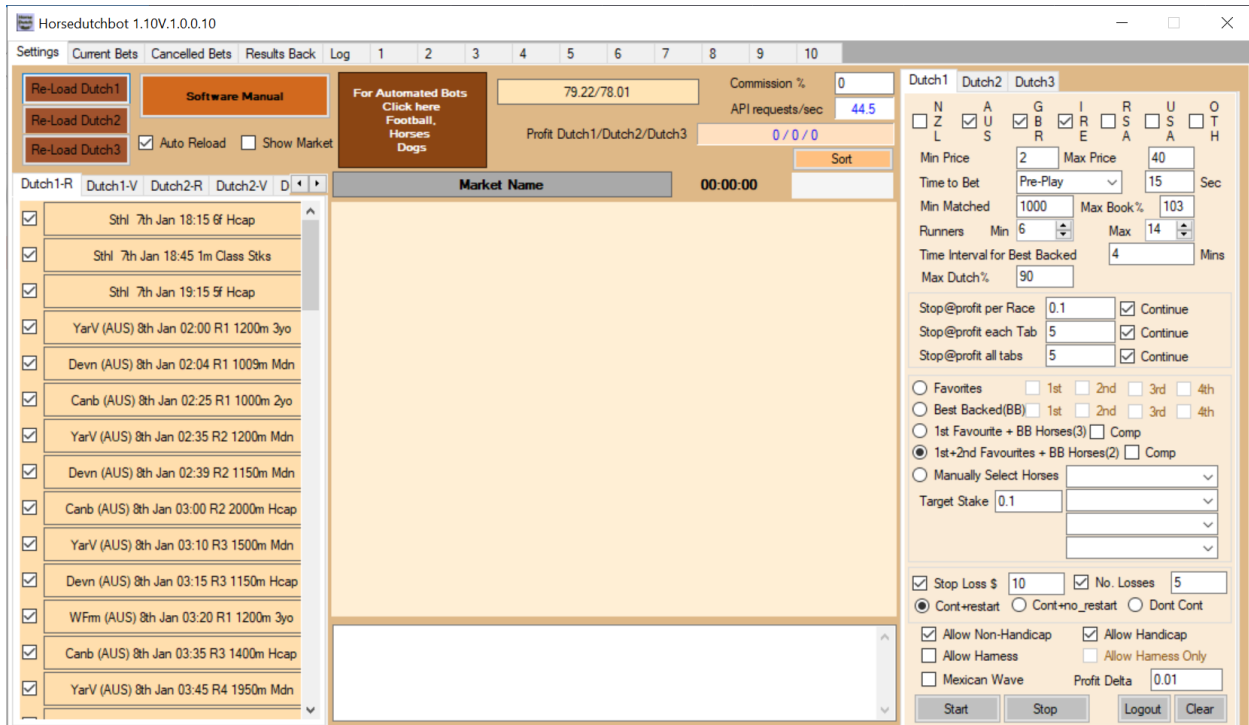 Horsedutchbot 1.10V.1.0.0.10
Settings Current Bets Cancelled Bets Results Back Log 1 2 3 4 5 6 7 8 9 10
Re-Load Dutch1
Re-Load Dutch2
Re-Load Dutch3
Software Manual
Auto Reload Show Market
For Automated Bots
Click here
Football,
Horses
Dogs
79.22/78.01
Commission % 0
API requests/sec 44.5
Profit Dutch1/Dutch2/Dutch3 0 / 0 / 0
Sort
Dutch1-R Dutch1-V Dutch2-R Dutch2-V D
Market Name 00:00:00
Sthl 7th Jan 18:15 6f Hcap
Sthl 7th Jan 18:45 1m Class Stks
Sthl 7th Jan 19:15 5f Hcap
YarV (AUS) 8th Jan 02:00 R1 1200m 3yo
Devn (AUS) 8th Jan 02:04 R1 1009m Mdn
Canb (AUS) 8th Jan 02:25 R1 1000m 2yo
YarV (AUS) 8th Jan 02:35 R2 1200m Mdn
Devn (AUS) 8th Jan 02:39 R2 1150m Mdn
Canb (AUS) 8th Jan 03:00 R2 2000m Hcap
YarV (AUS) 8th Jan 03:10 R3 1500m Mdn
Devn (AUS) 8th Jan 03:15 R3 1150m Hcap
WFrm (AUS) 8th Jan 03:20 R1 1200m 3yo
Canb (AUS) 8th Jan 03:35 R3 1400m Hcap
YarV (AUS) 8th Jan 03:45 R4 1950m Mdn
Dutch1 Dutch2 Dutch3
NZL AUS GBR IRE RSA USA OTH
Min Price 2 Max Price 40
Time to Bet Pre-Play 15 Sec
Min Matched 1000 Max Book% 103
Runners Min 6 Max 14
Time Interval for Best Backed 4 Mins
Max Dutch% 90
Stop@profit per Race 0.1 Continue
Stop@profit each Tab 5 Continue
Stop@profit all tabs 5 Continue
Favorites 1st 2nd 3rd 4th
Best Backed(BB) 1st 2nd 3rd 4th
1st Favourite + BB Horses(3) Comp
1st+2nd Favourites + BB Horses(2) Comp
Manually Select Horses
Target Stake 0.1
Stop Loss $ 10 No. Losses 5
Cont+restart Cont+no_restart Dont Cont
Allow Non-Handicap Allow Handicap
Allow Harness Allow Harness Only
Mexican Wave Profit Delta 0.01
Start Stop Logout Clear